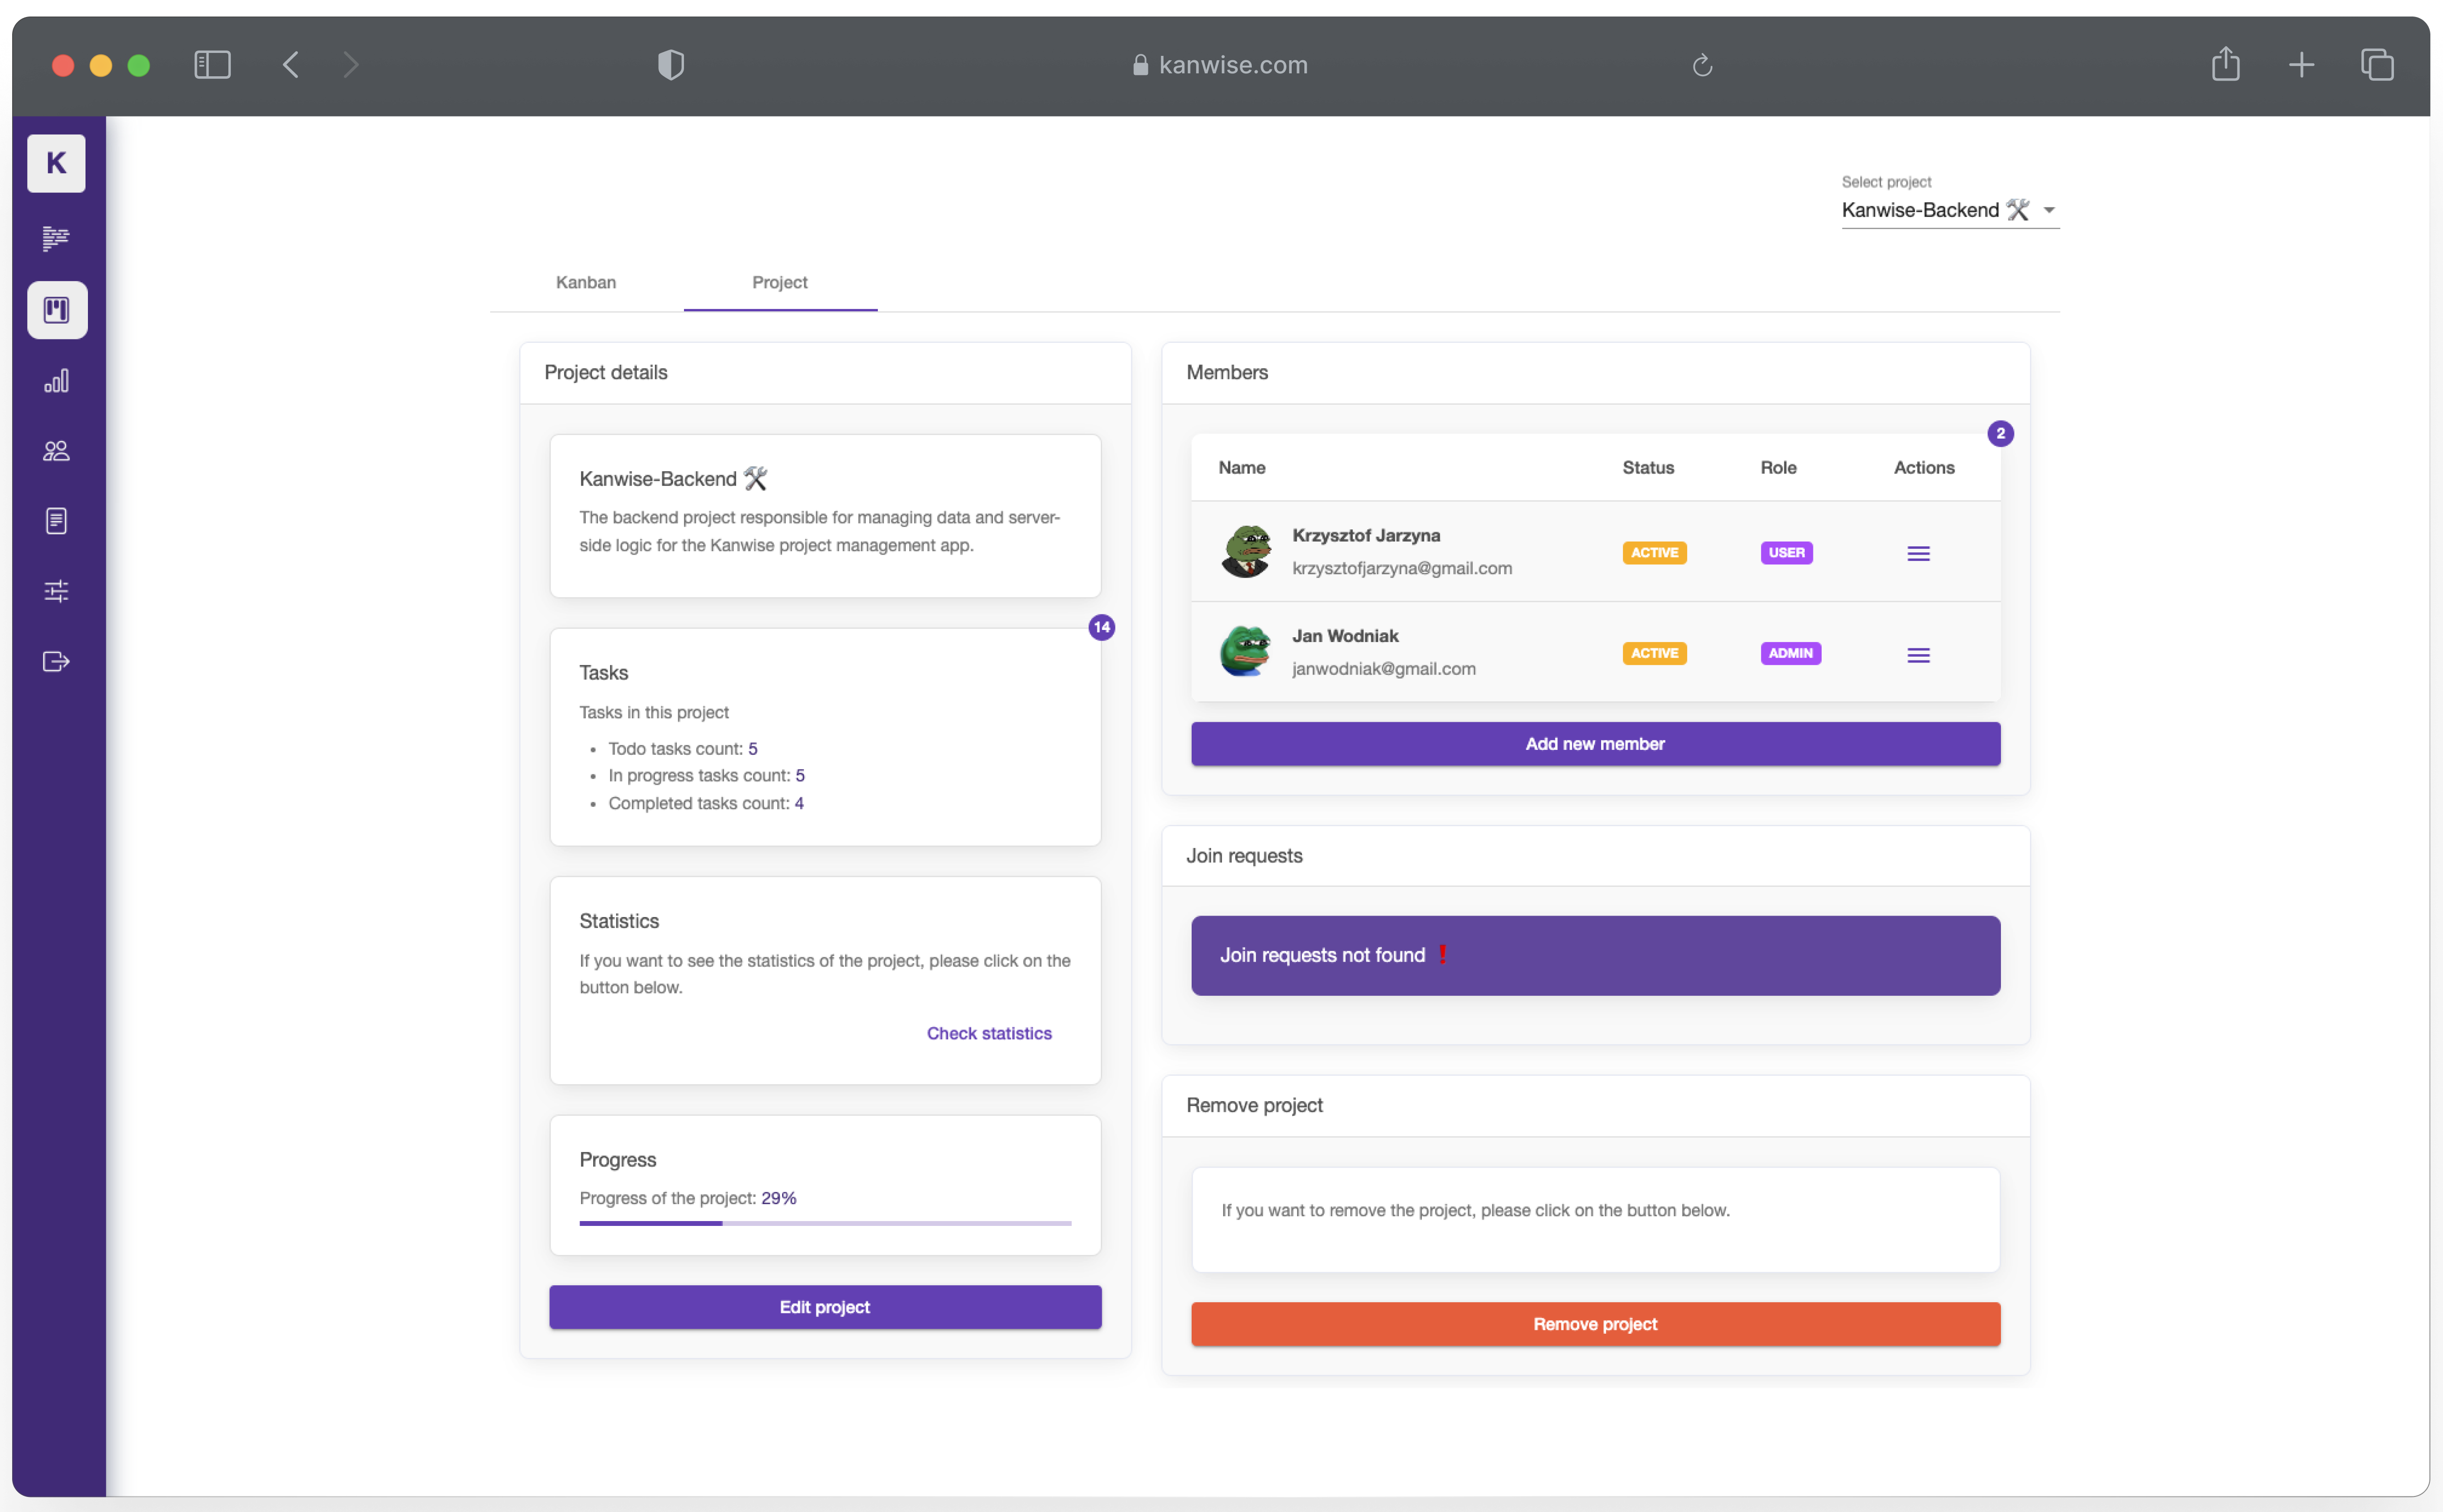 kanwise.com
K
Select project
Kanwise-Backend 🛠
Kanban
Project
Project details
Kanwise-Backend 🛠
The backend project responsible for managing data and server-
side logic for the Kanwise project management app.
14
Tasks
Tasks in this project
• Todo tasks count: 5
• In progress tasks count: 5
• Completed tasks count: 4
Statistics
If you want to see the statistics of the project, please click on the
button below.
Check statistics
Progress
Progress of the project: 29%
Edit project
Members
2
Name Status Role Actions
Krzysztof Jarzyna
krzysztofjarzyna@gmail.com
ACTIVE
USER
Jan Wodniak
janwodniak@gmail.com
ACTIVE
ADMIN
Add new member
Join requests
Join requests not found ❗
Remove project
If you want to remove the project, please click on the button below.
Remove project